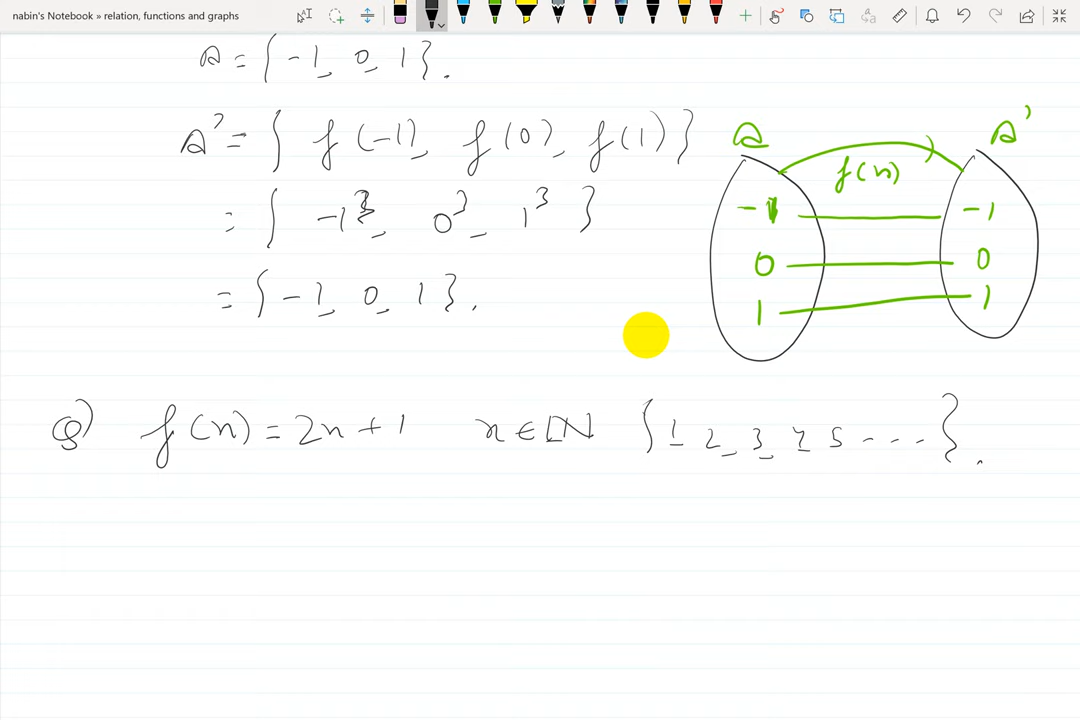 nabin's Notebook » relation, functions and graphs
A = { -1, 0, 1 }.
A' = { f(-1), f(0), f(1) }
= { -1³, 0³, 1³ }
= { -1, 0, 1 }.
A A'
f(x)
-1 -1
0 0
1 1
Q) f(x) = 2x + 1 x ∈ N { 1, 2, 3, 4, 5 - - - }.